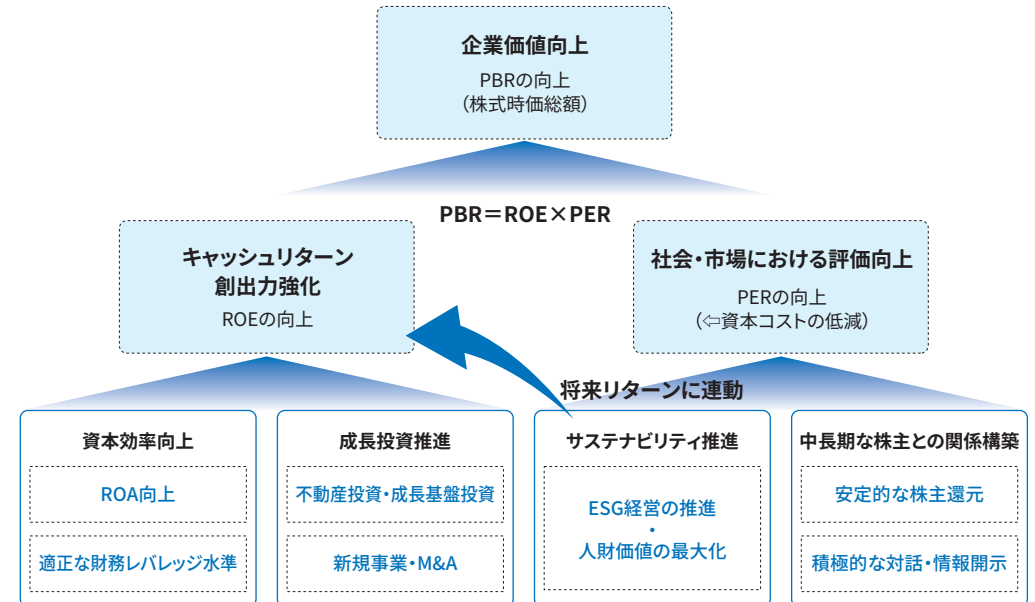 企業価値向上
PBRの向上
（株式時価総額）
PBR＝ROE×PER
キャッシュリターン
創出力強化
ROEの向上
社会・市場における評価向上
PERの向上
（⇦資本コストの低減）
将来リターンに連動
資本効率向上
ROA向上
適正な財務レバレッジ水準
成長投資推進
不動産投資・成長基盤投資
新規事業・M&A
サステナビリティ推進
ESG経営の推進
・
人財価値の最大化
中長期な株主との関係構築
安定的な株主還元
積極的な対話・情報開示